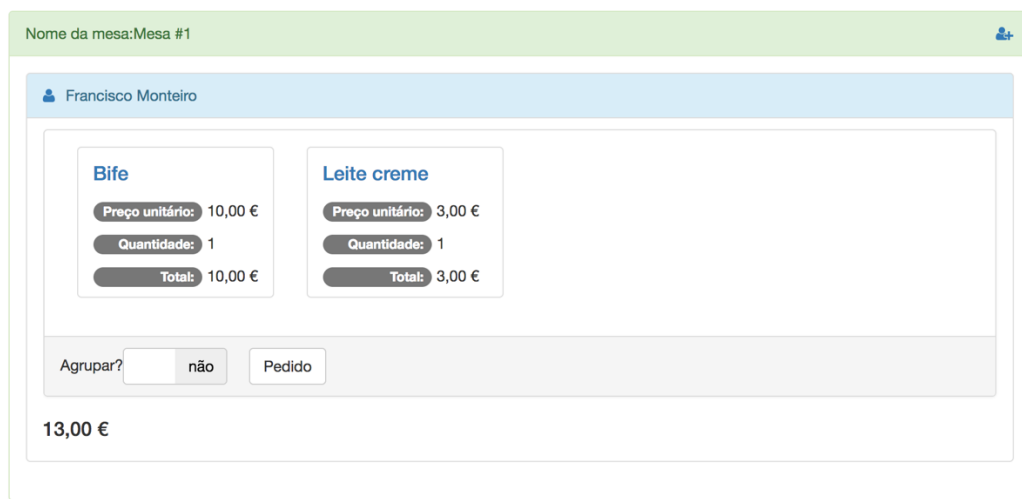 Nome da mesa:Mesa #1
Francisco Monteiro
Bife
Preço unitário: 10,00 €
Quantidade: 1
Total: 10,00 €
Leite creme
Preço unitário: 3,00 €
Quantidade: 1
Total: 3,00 €
Agrupar? não Pedido
13,00 €